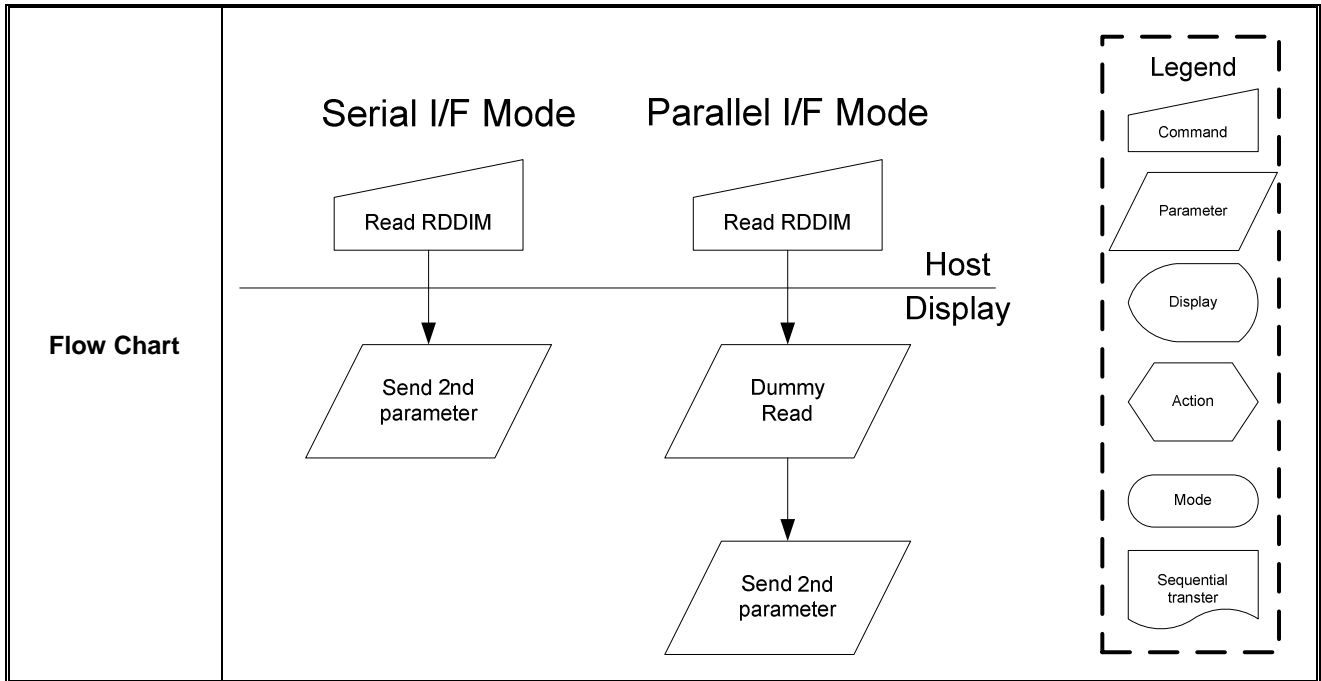 Flow Chart
Serial I/F Mode
Parallel I/F Mode
Read RDDIM
Read RDDIM
Host
Display
Send 2nd
parameter
Dummy
Read
Send 2nd
parameter
Legend
Command
Parameter
Display
Action
Mode
Sequential
transter